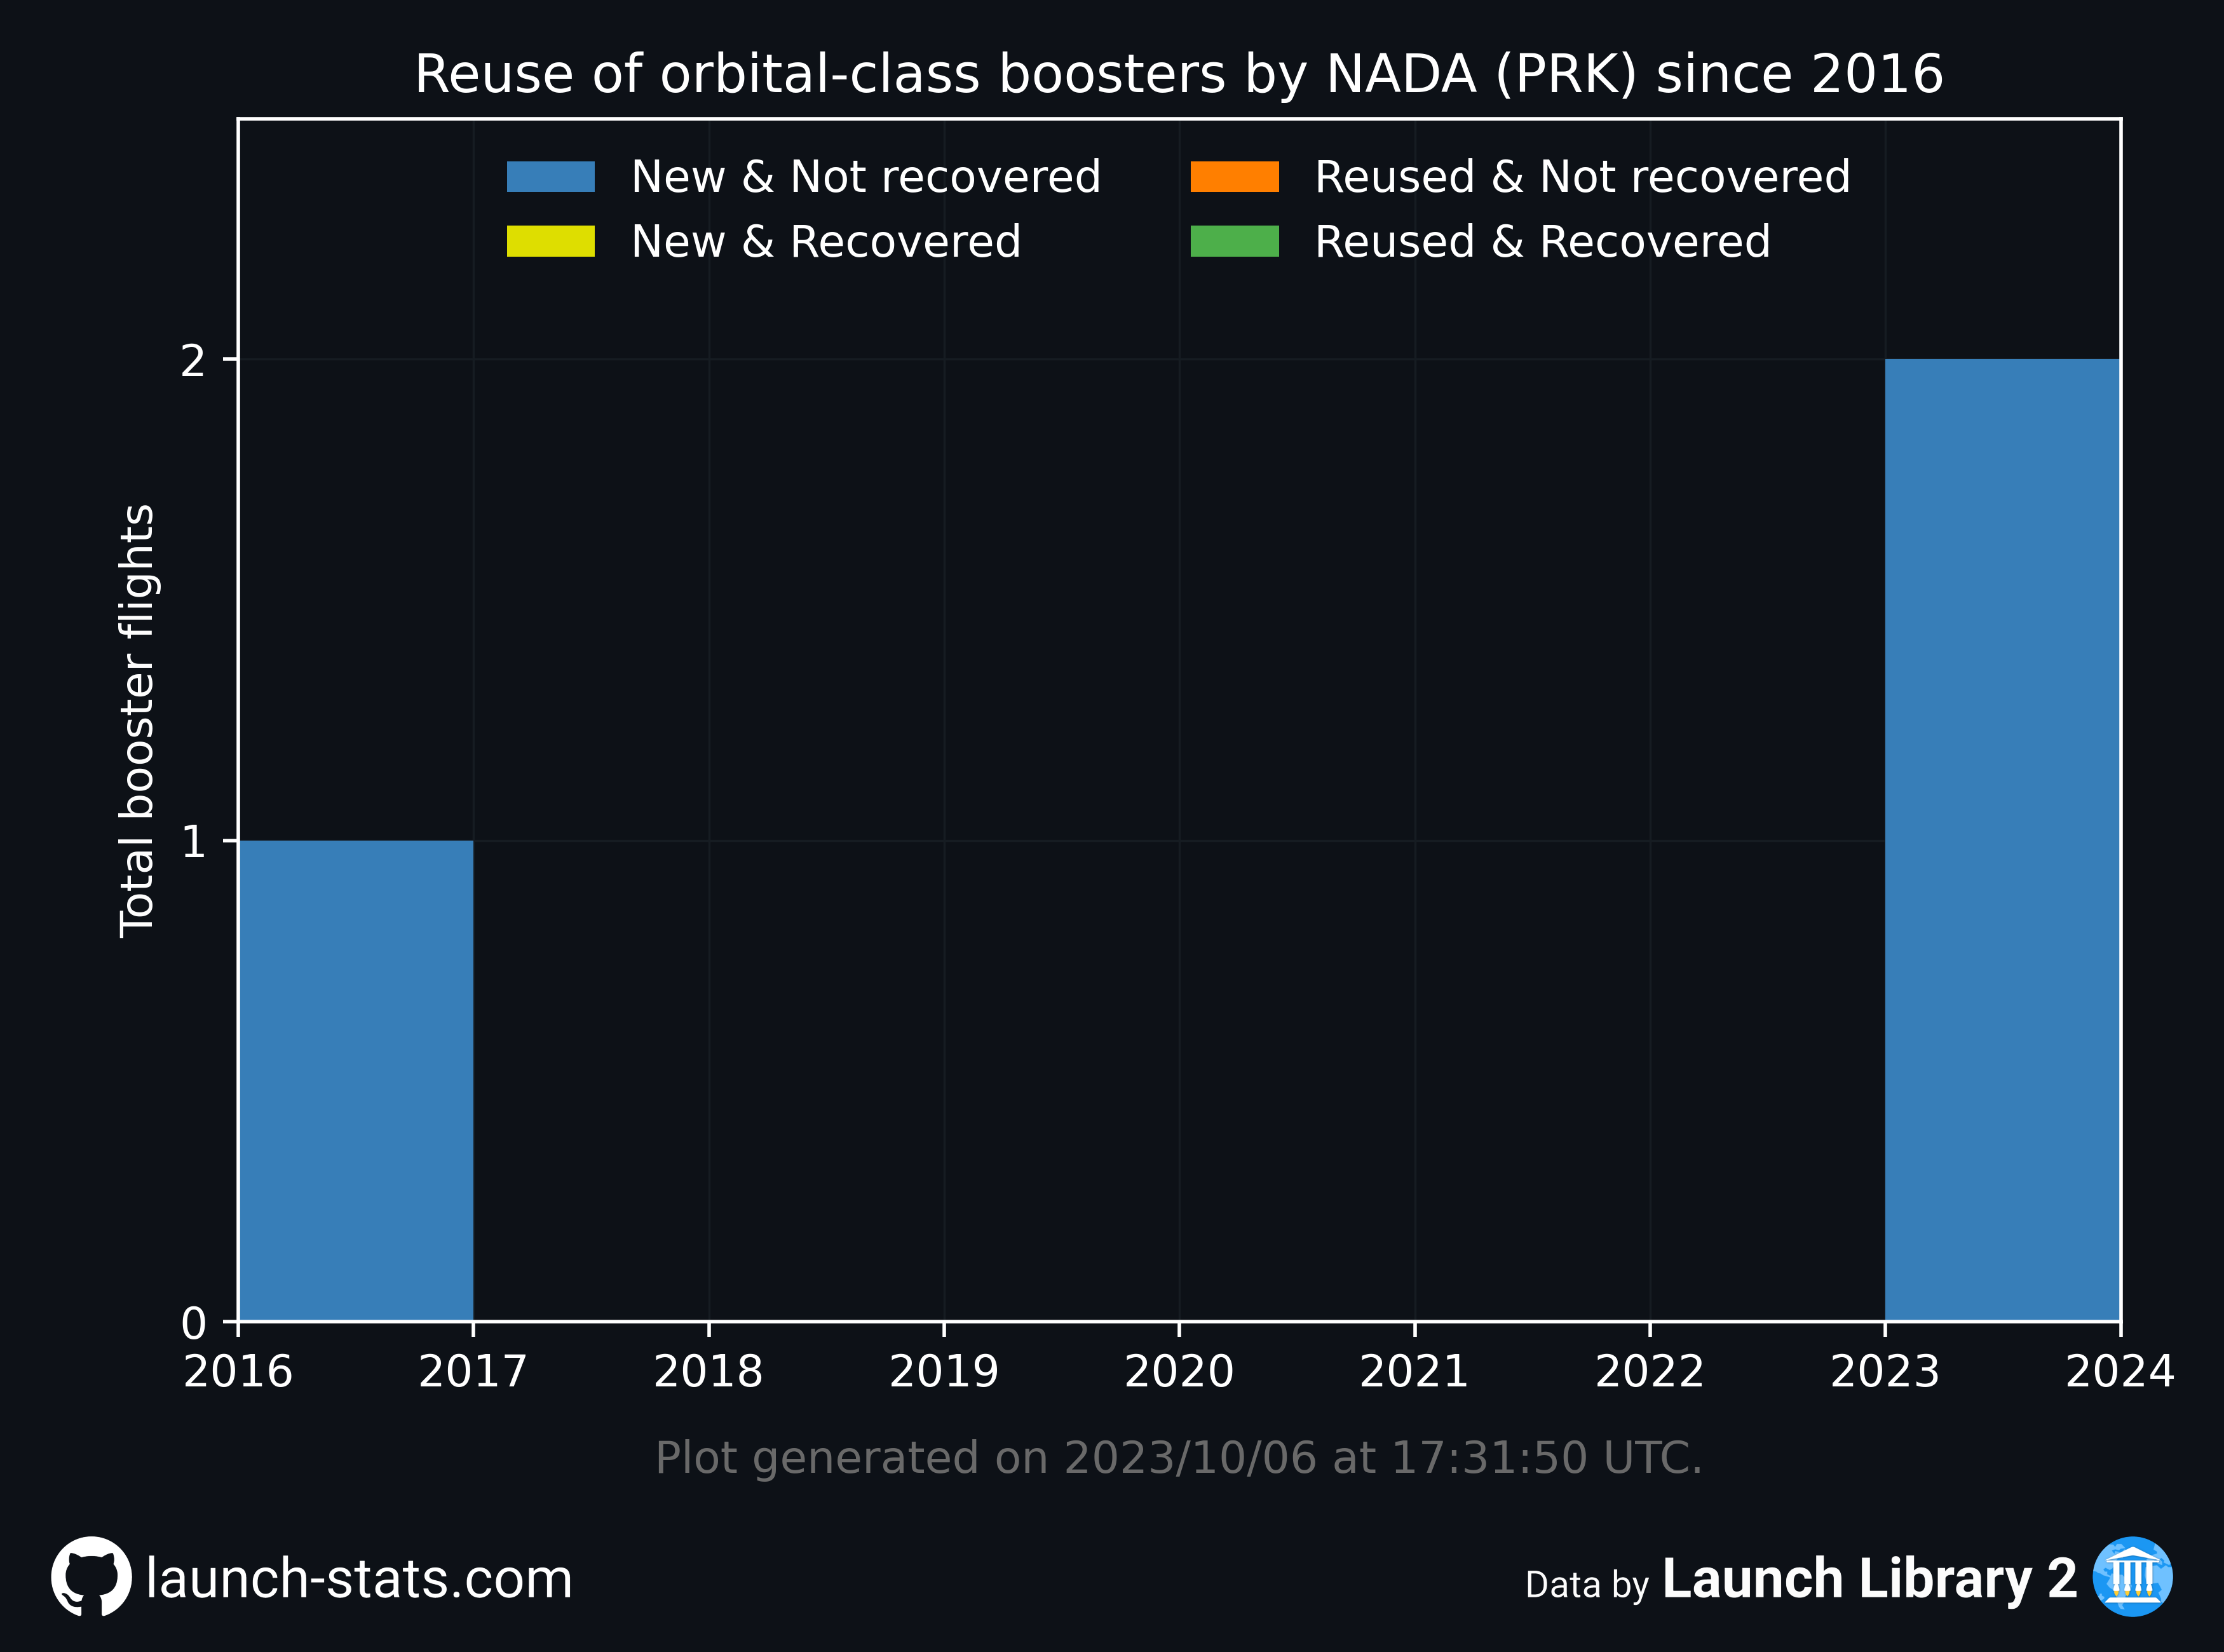 Reuse of orbital-class boosters by NADA (PRK) since 2016
New & Not recovered
New & Recovered
Reused & Not recovered
Reused & Recovered
Total booster flights
2
1
0
2016 2017 2018 2019 2020 2021 2022 2023 2024
Plot generated on 2023/10/06 at 17:31:50 UTC.
launch-stats.com
Data by Launch Library 2